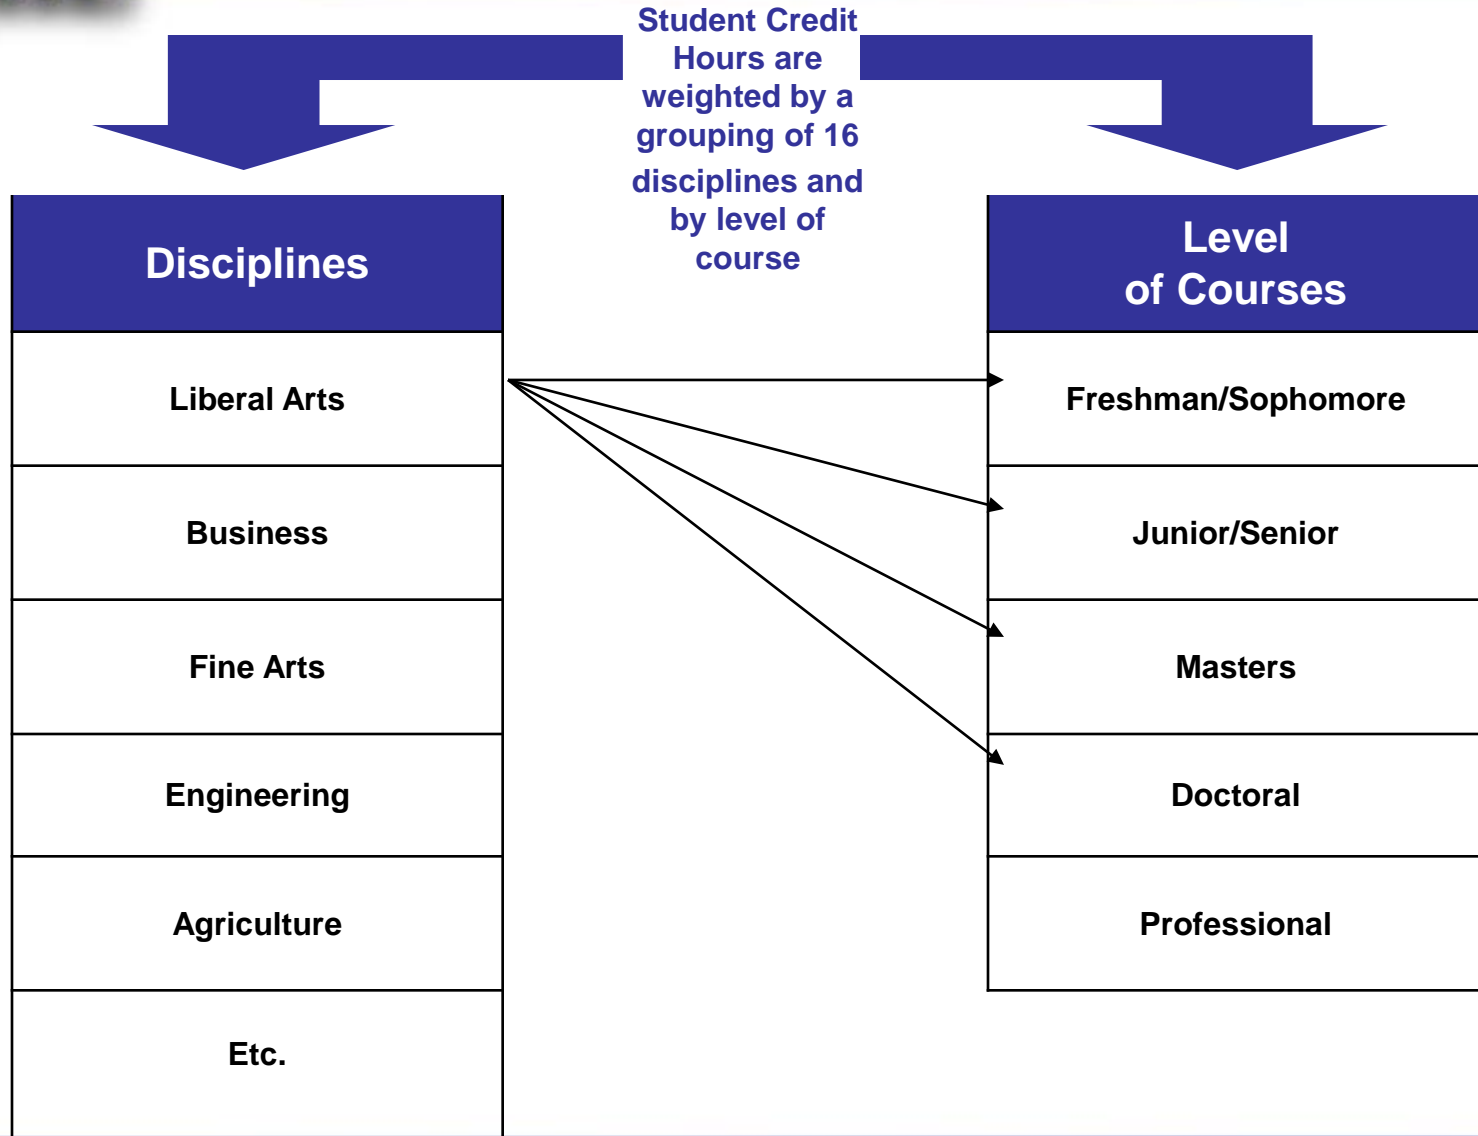 Student Credit
Hours are
weighted by a
grouping of 16
disciplines and
by level of
course
Disciplines
Liberal Arts
Business
Fine Arts
Engineering
Agriculture
Etc.
Level
of Courses
Freshman/Sophomore
Junior/Senior
Masters
Doctoral
Professional